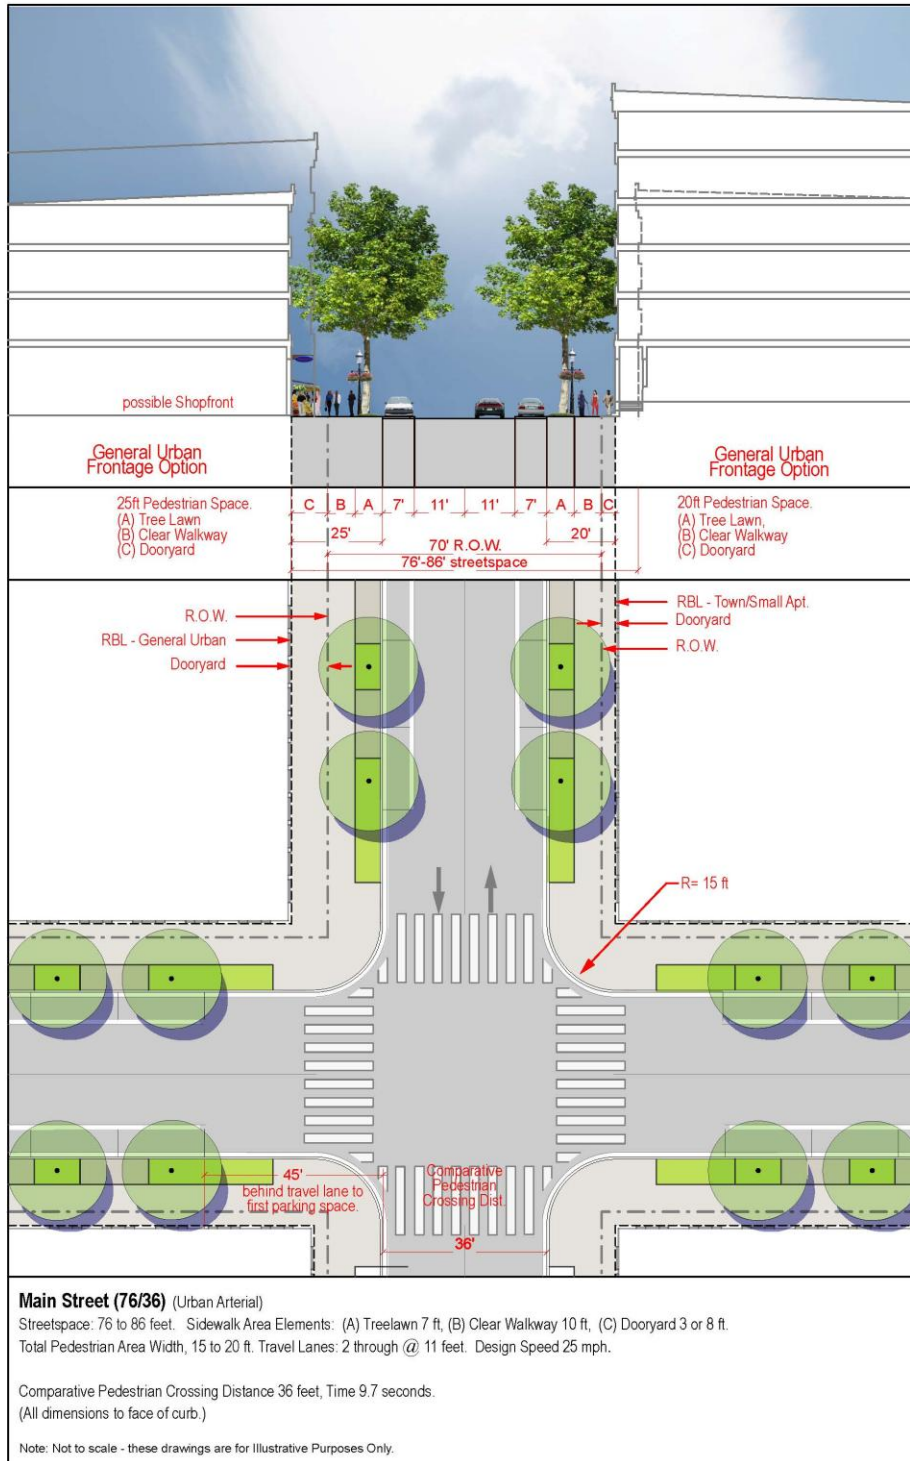 possible Shopfront
General Urban
Frontage Option
General Urban
Frontage Option
25ft Pedestrian Space.
(A) Tree Lawn
(B) Clear Walkway
(C) Dooryard
C B A 7' 11' 11' 7' A B C
25' 20'
70' R.O.W.
76'-86' streetspace
20ft Pedestrian Space.
(A) Tree Lawn,
(B) Clear Walkway
(C) Dooryard
R.O.W.
RBL - General Urban
Dooryard
RBL - Town/Small Apt.
Dooryard
R.O.W.
R= 15 ft
45'
behind travel lane to
first parking space.
Comparative
Pedestrian
Crossing Dist.
36'
Main Street (76/36) (Urban Arterial)
Streetspace: 76 to 86 feet. Sidewalk Area Elements: (A) Treelawn 7 ft, (B) Clear Walkway 10 ft, (C) Dooryard 3 or 8 ft.
Total Pedestrian Area Width, 15 to 20 ft. Travel Lanes: 2 through @ 11 feet. Design Speed 25 mph.
Comparative Pedestrian Crossing Distance 36 feet, Time 9.7 seconds.
(All dimensions to face of curb.)
Note: Not to scale - these drawings are for Illustrative Purposes Only.